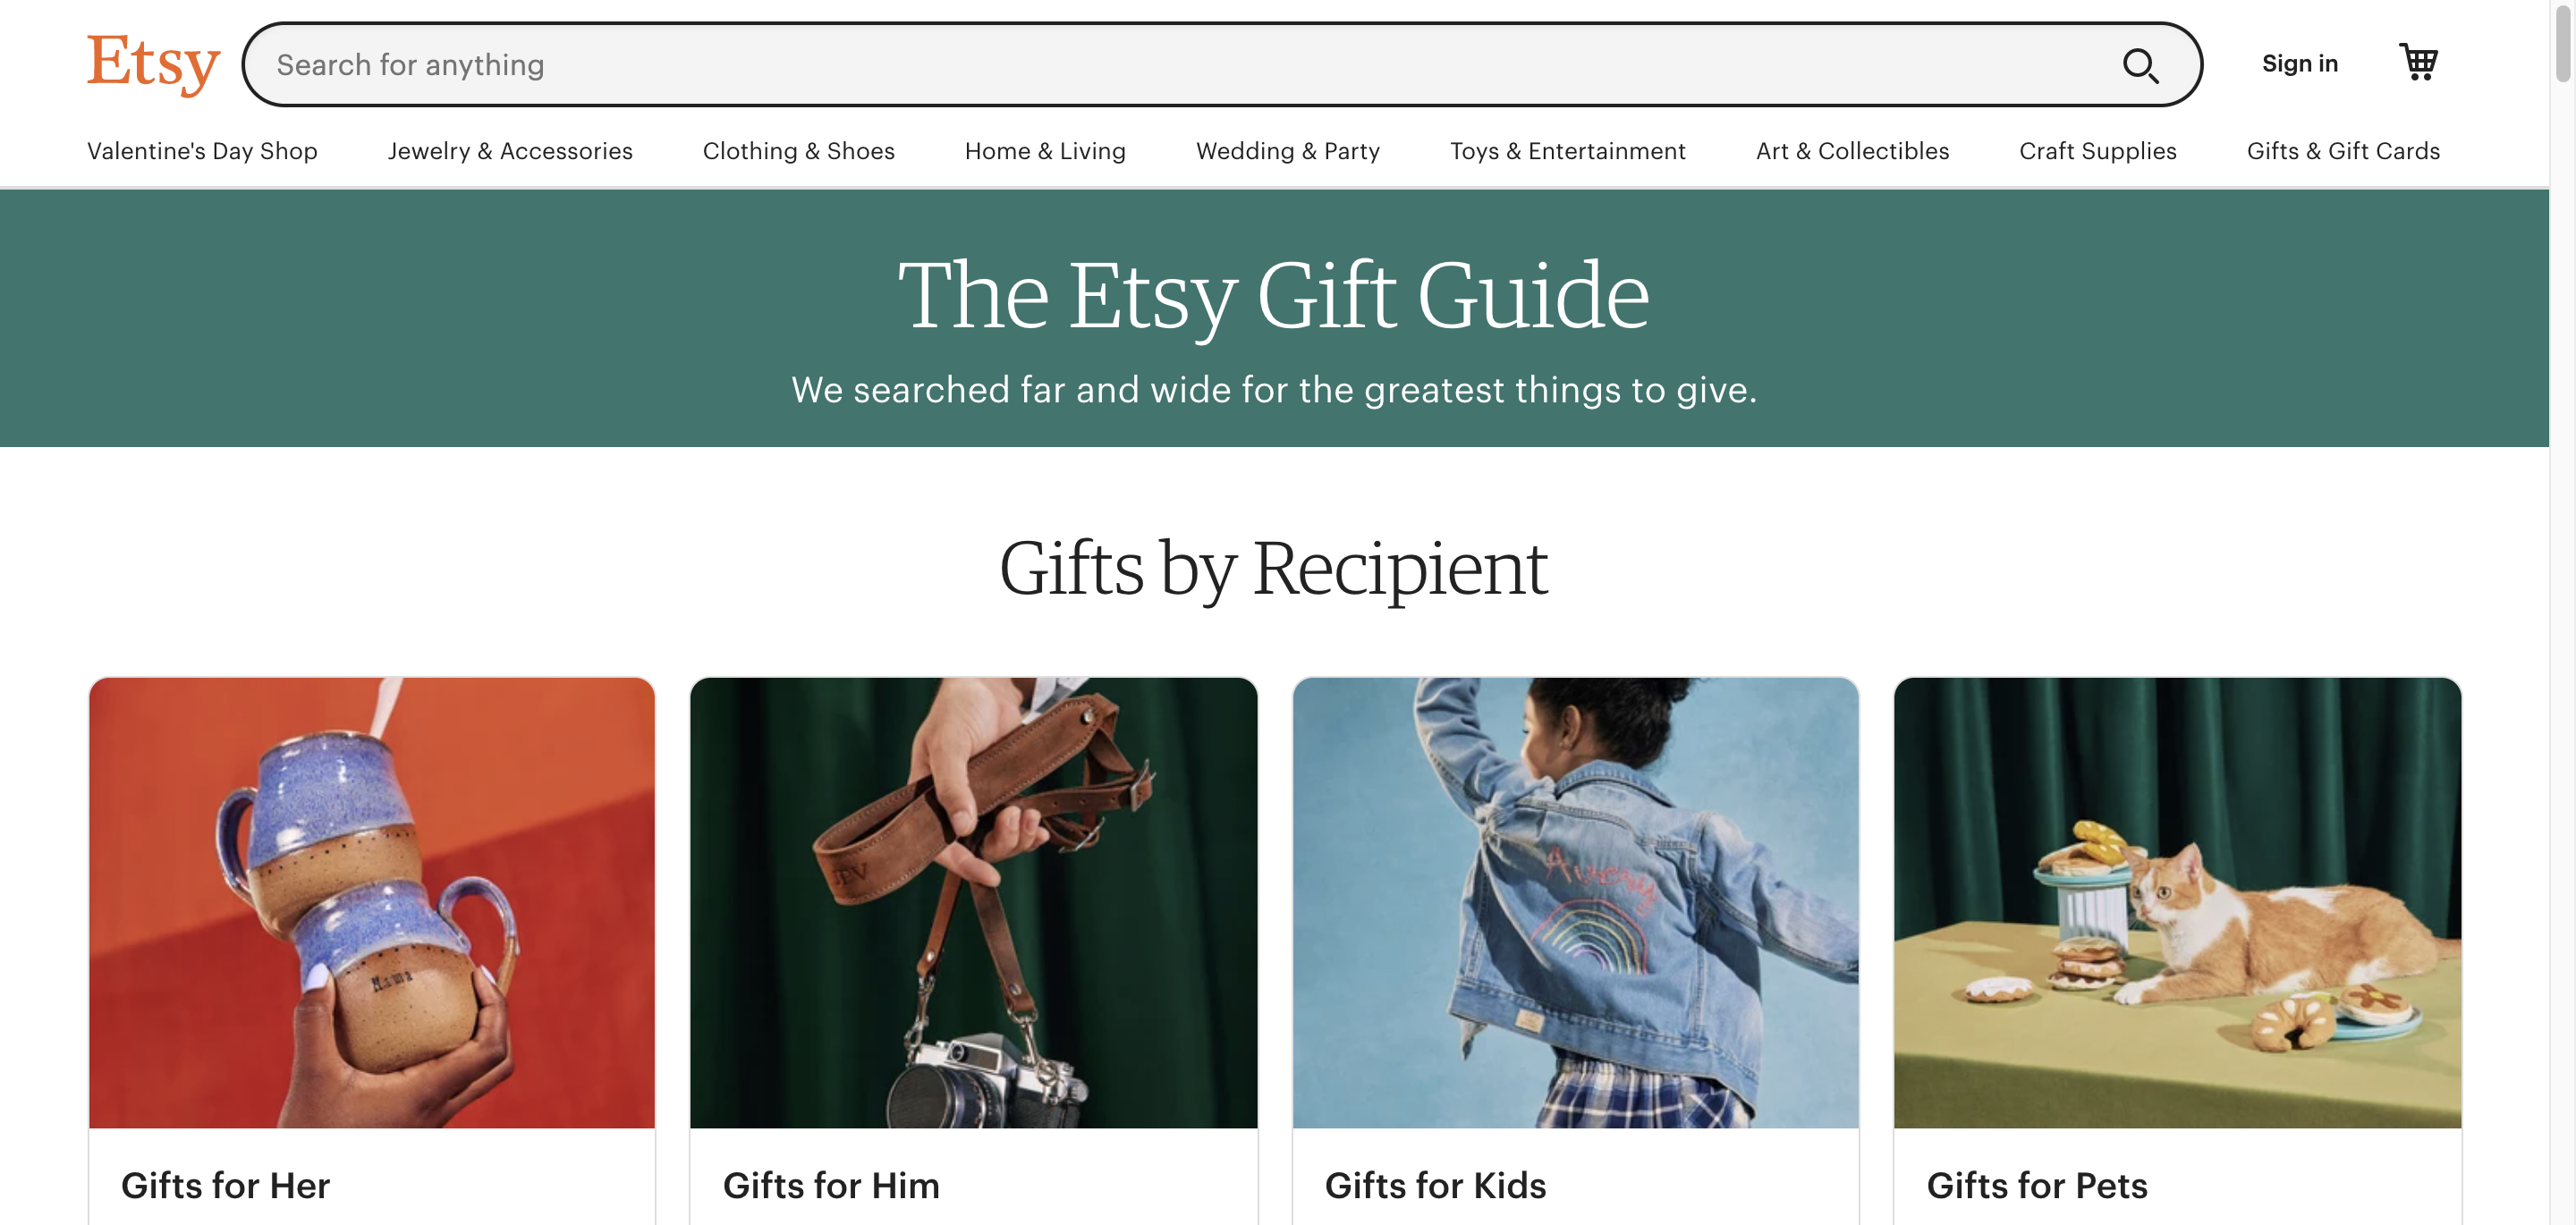 Etsy
Search for anything
Sign in
Valentine's Day Shop
Jewelry & Accessories
Clothing & Shoes
Home & Living
Wedding & Party
Toys & Entertainment
Art & Collectibles
Craft Supplies
Gifts & Gift Cards
The Etsy Gift Guide
We searched far and wide for the greatest things to give.
Gifts by Recipient
Mama
JPV
Avery
Gifts for Her
Gifts for Him
Gifts for Kids
Gifts for Pets